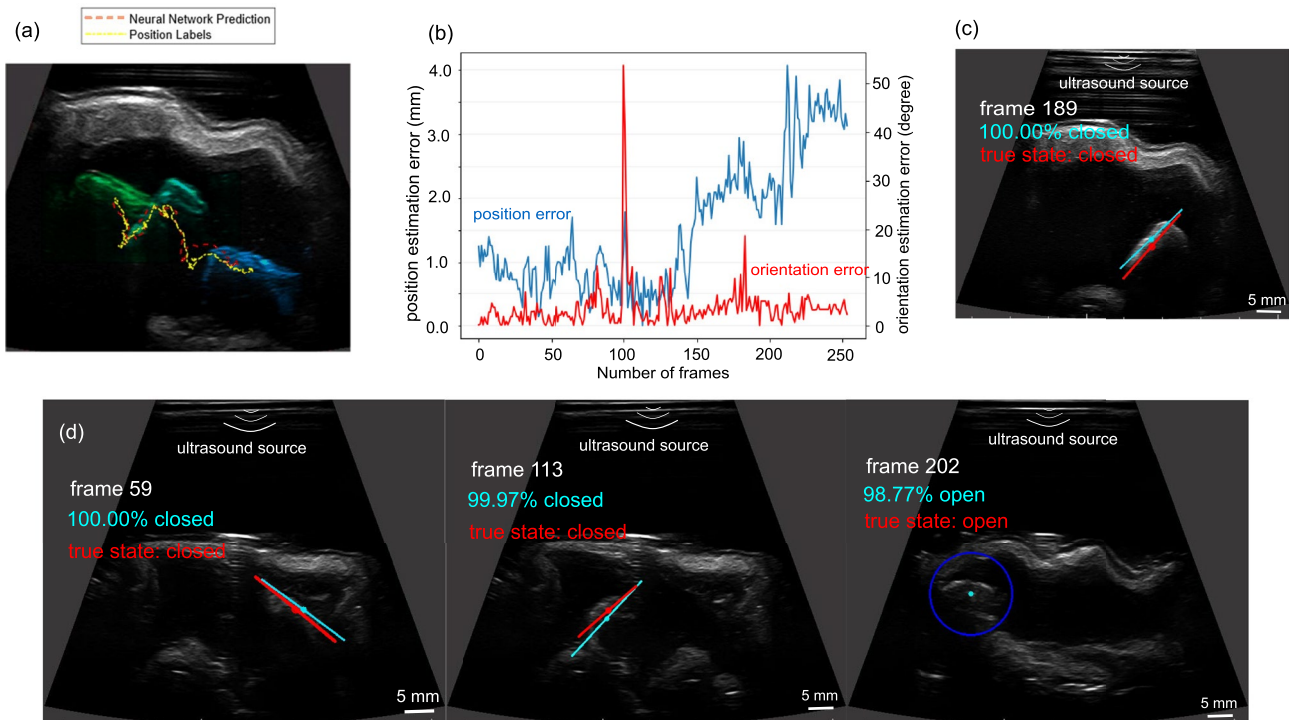 (a)
Neural Network Prediction
Position Labels
(b)
position estimation error (mm)
4.0
3.0
2.0
1.0
0.0
position error
orientation error
50
40
30
20
10
0
orientation estimation error (degree)
0 50 100 150 200 250
Number of frames
(c)
ultrasound source
frame 189
100.00% closed
true state: closed
5 mm
(d)
ultrasound source
frame 59
100.00% closed
true state: closed
5 mm
ultrasound source
frame 113
99.97% closed
true state: closed
5 mm
ultrasound source
frame 202
98.77% open
true state: open
5 mm